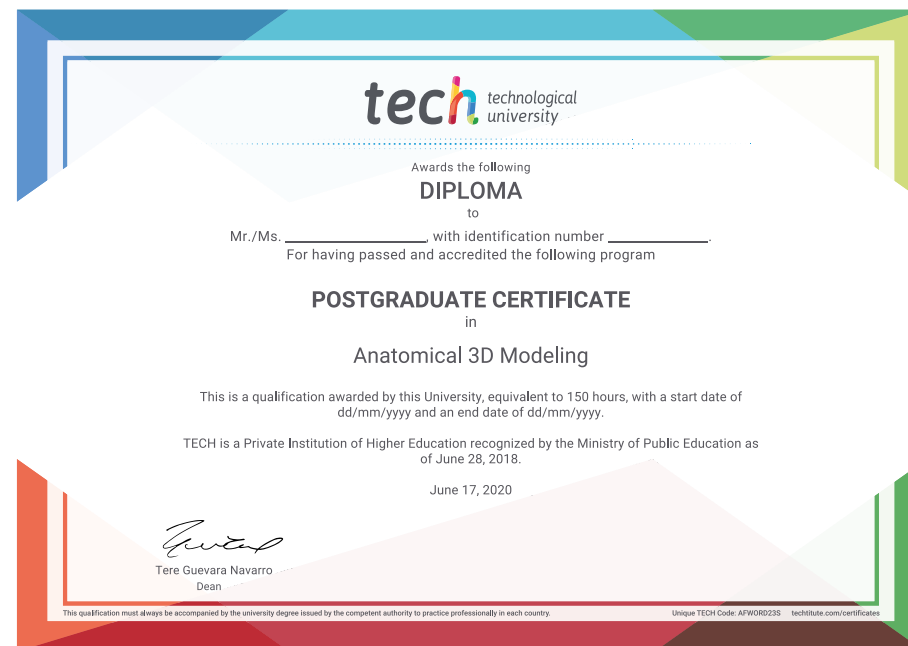 tech technological
university
Awards the following
DIPLOMA
to
Mr./Ms. ____________________, with identification number ______________.
For having passed and accredited the following program
POSTGRADUATE CERTIFICATE
in
Anatomical 3D Modeling
This is a qualification awarded by this University, equivalent to 150 hours, with a start date of
dd/mm/yyyy and an end date of dd/mm/yyyy.
TECH is a Private Institution of Higher Education recognized by the Ministry of Public Education as
of June 28, 2018.
June 17, 2020
Tere Guevara Navarro
Dean
This qualification must always be accompanied by the university degree issued by the competent authority to practice professionally in each country. Unique TECH Code: AFWORD23S techtitute.com/certificates